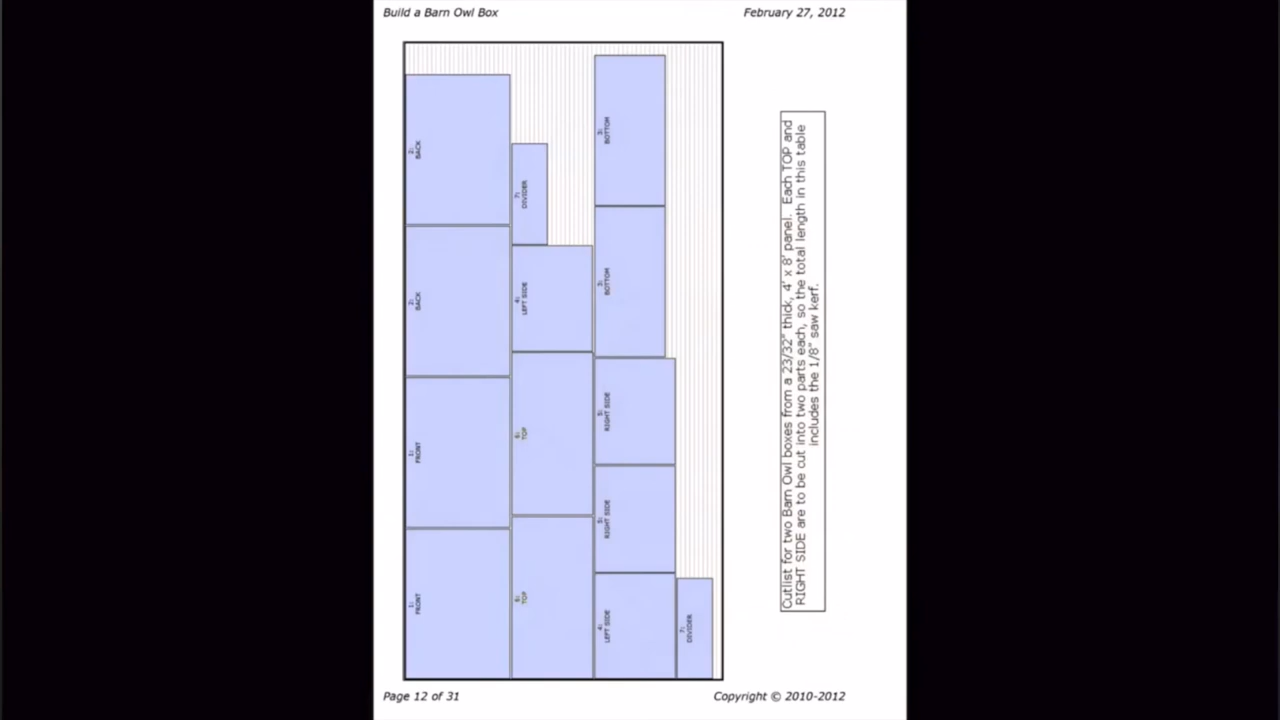 Build a Barn Owl Box
February 27, 2012
2:
BACK
2:
BACK
1:
FRONT
1:
FRONT
7:
DIVIDER
4:
LEFT SIDE
6:
TOP
6:
TOP
3:
BOTTOM
3:
BOTTOM
5:
RIGHT SIDE
5:
RIGHT SIDE
4:
LEFT SIDE
7:
DIVIDER
Cutlist for two Barn Owl boxes from a 23/32" thick, 4' x 8' panel. Each TOP and
RIGHT SIDE are to be cut into two parts each, so the total length in this table
includes the 1/8" saw kerf.
Page 12 of 31
Copyright © 2010-2012